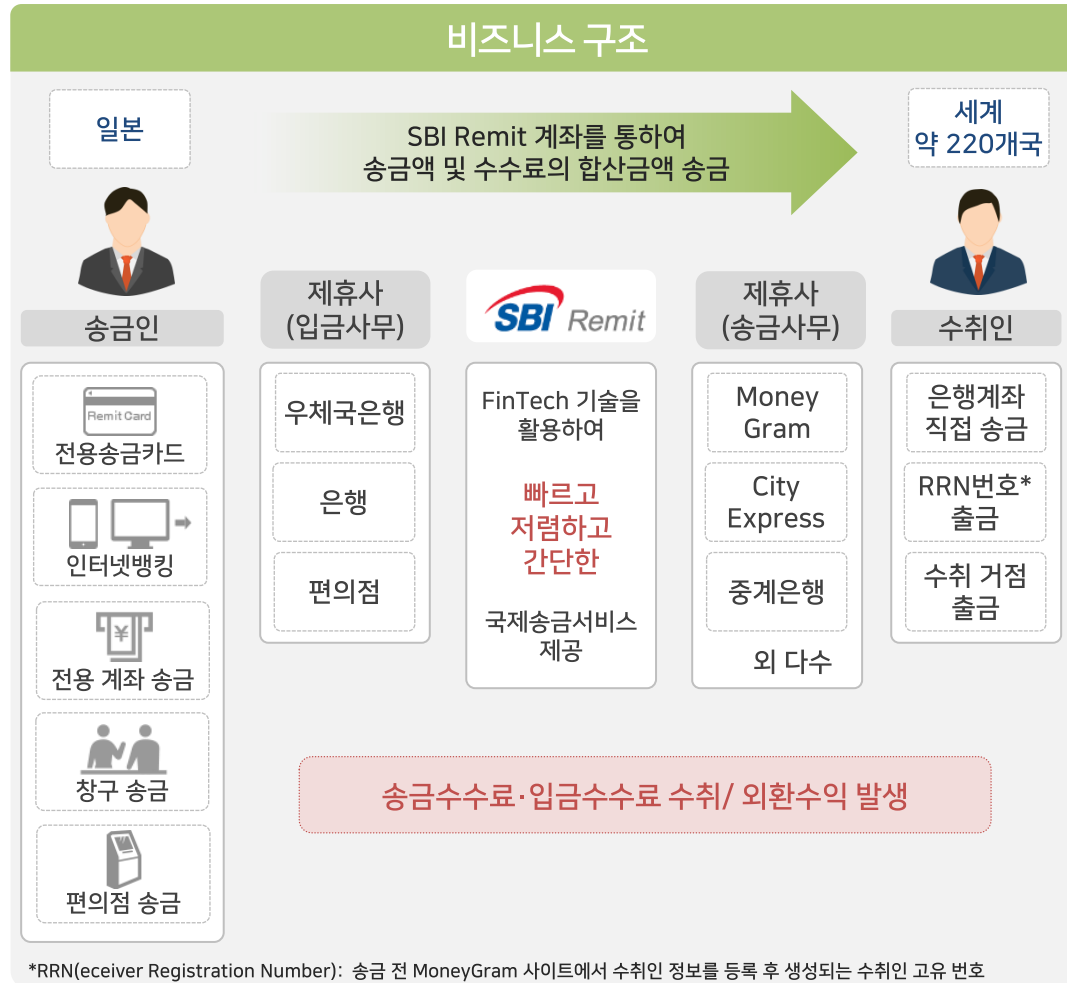 비즈니스 구조
일본
SBI Remit 계좌를 통하여
송금액 및 수수료의 합산금액 송금
세계
약 220개국
송금인
Remit Card
전용송금카드
인터넷뱅킹
¥
전용 계좌 송금
창구 송금
편의점 송금
제휴사
(입금사무)
우체국은행
은행
편의점
SBI Remit
FinTech 기술을
활용하여
빠르고
저렴하고
간단한
국제송금서비스
제공
제휴사
(송금사무)
Money
Gram
City
Express
중계은행
외 다수
수취인
은행계좌
직접 송금
RRN번호*
출금
수취 거점
출금
송금수수료·입금수수료 수취/ 외환수익 발생
*RRN(eceiver Registration Number): 송금 전 MoneyGram 사이트에서 수취인 정보를 등록 후 생성되는 수취인 고유 번호